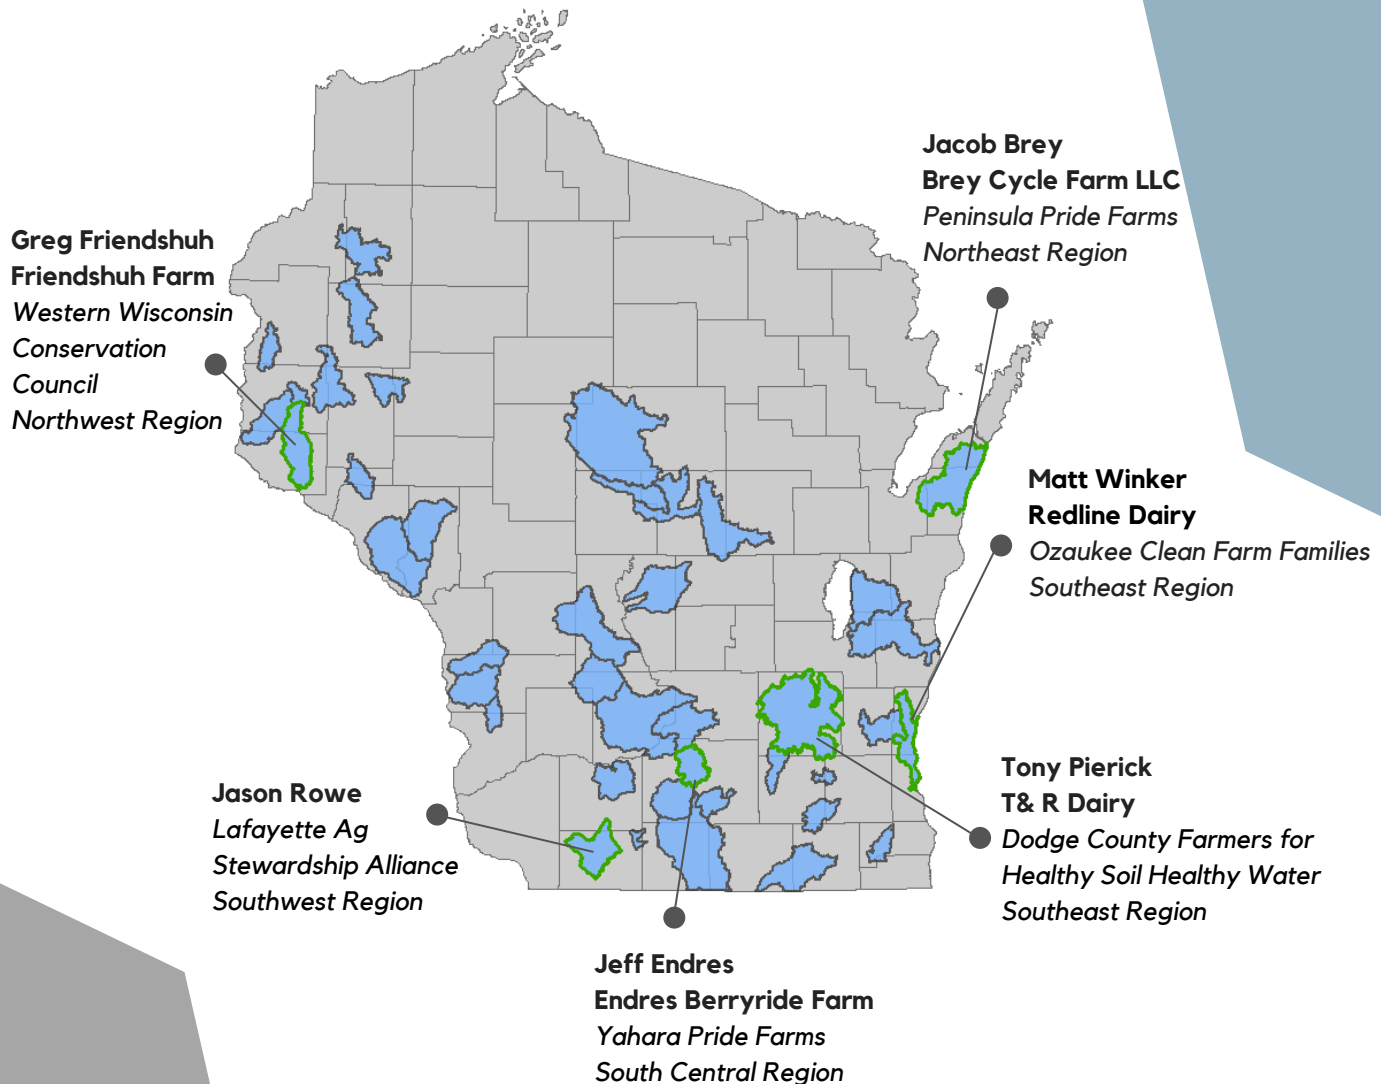 Jacob Brey
Brey Cycle Farm LLC
Peninsula Pride Farms
Northeast Region
Greg Friendshuh
Friendshuh Farm
Western Wisconsin
Conservation
Council
Northwest Region
Matt Winker
Redline Dairy
Ozaukee Clean Farm Families
Southeast Region
Tony Pierick
T& R Dairy
Dodge County Farmers for
Healthy Soil Healthy Water
Southeast Region
Jason Rowe
Lafayette Ag
Stewardship Alliance
Southwest Region
Jeff Endres
Endres Berryride Farm
Yahara Pride Farms
South Central Region